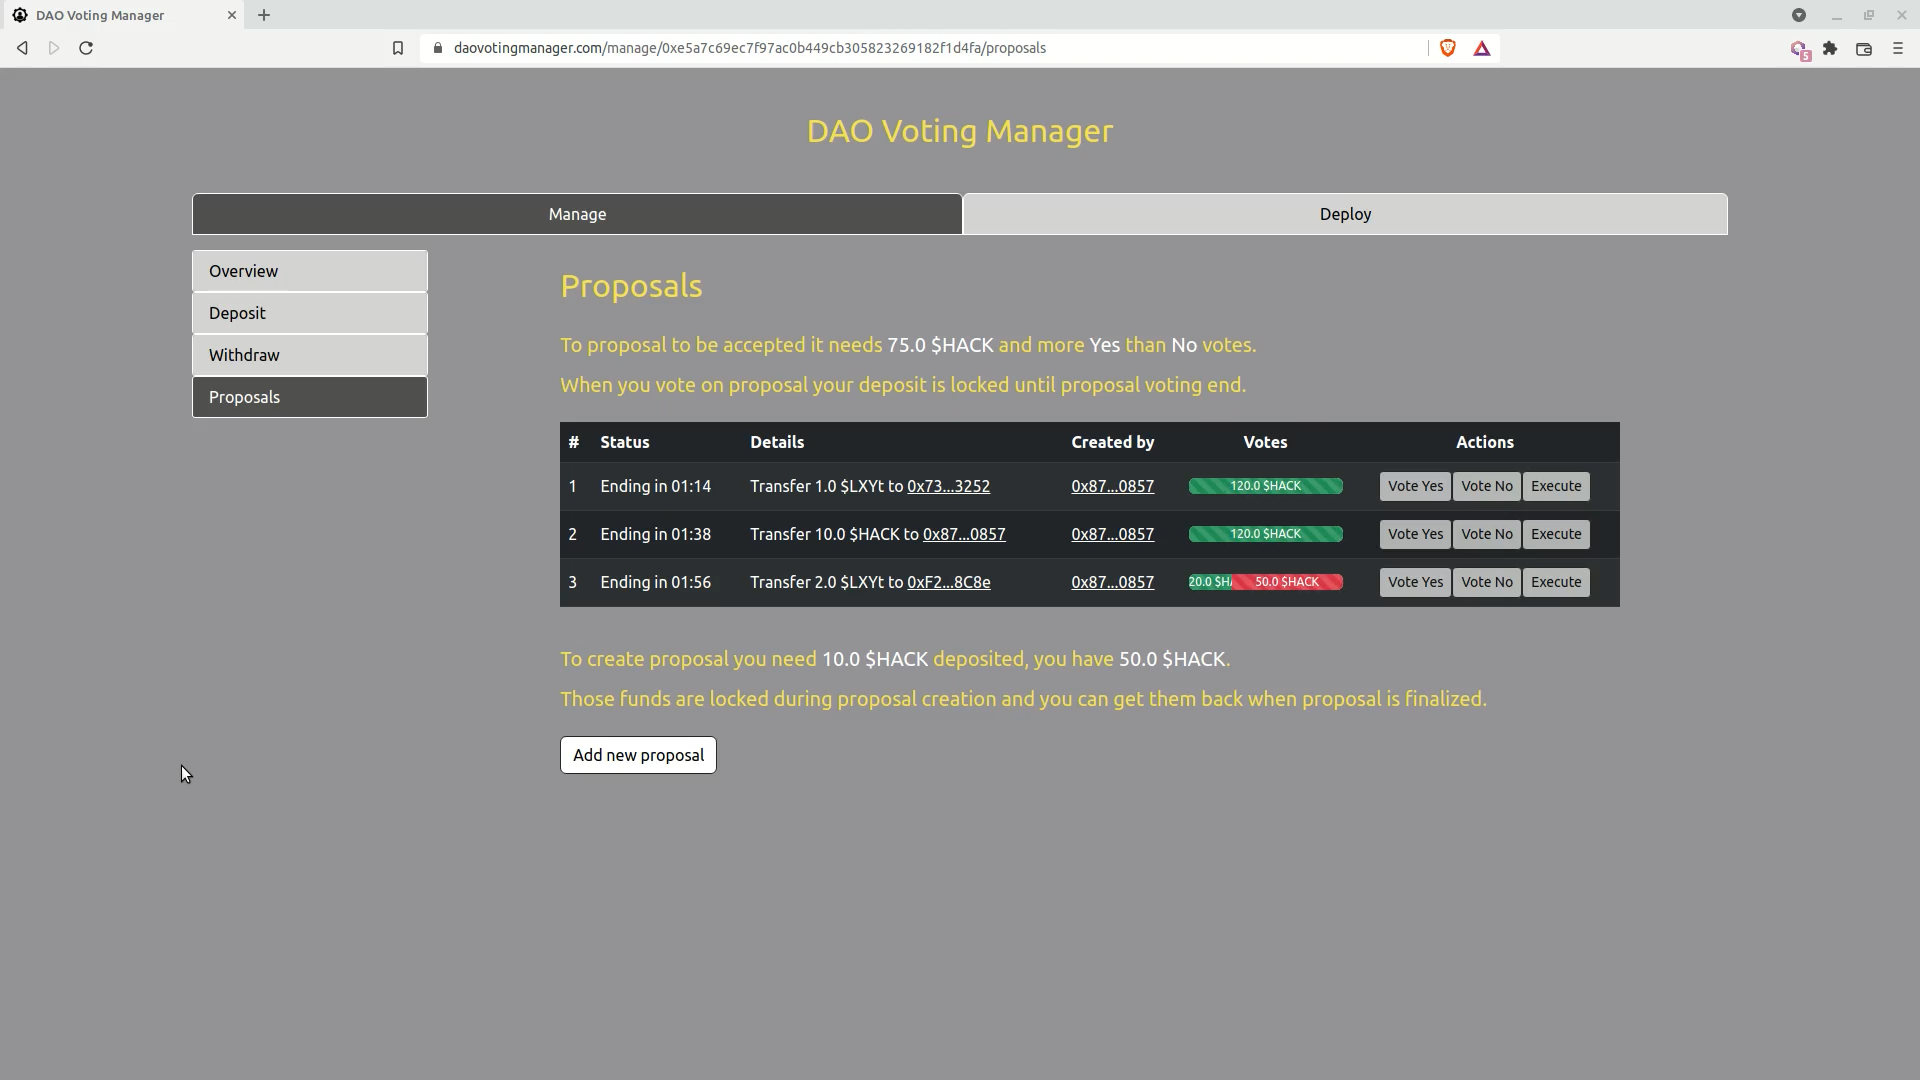 DAO Voting Manager
daovotingmanager.com/manage/0xe5a7c69ec7f97ac0b449cb305823269182f1d4fa/proposals
5
DAO Voting Manager
Manage Deploy
Overview
Deposit
Withdraw
Proposals
Proposals
To proposal to be accepted it needs 75.0 $HACK and more Yes than No votes.
When you vote on proposal your deposit is locked until proposal voting end.
# Status Details Created by Votes Actions
1 Ending in 01:14 Transfer 1.0 $LXYt to 0x73...3252 0x87...0857 120.0 $HACK Vote Yes Vote No Execute
2 Ending in 01:38 Transfer 10.0 $HACK to 0x87...0857 0x87...0857 120.0 $HACK Vote Yes Vote No Execute
3 Ending in 01:56 Transfer 2.0 $LXYt to 0xF2...8C8e 0x87...0857 20.0 $H 50.0 $HACK Vote Yes Vote No Execute
To create proposal you need 10.0 $HACK deposited, you have 50.0 $HACK.
Those funds are locked during proposal creation and you can get them back when proposal is finalized.
Add new proposal